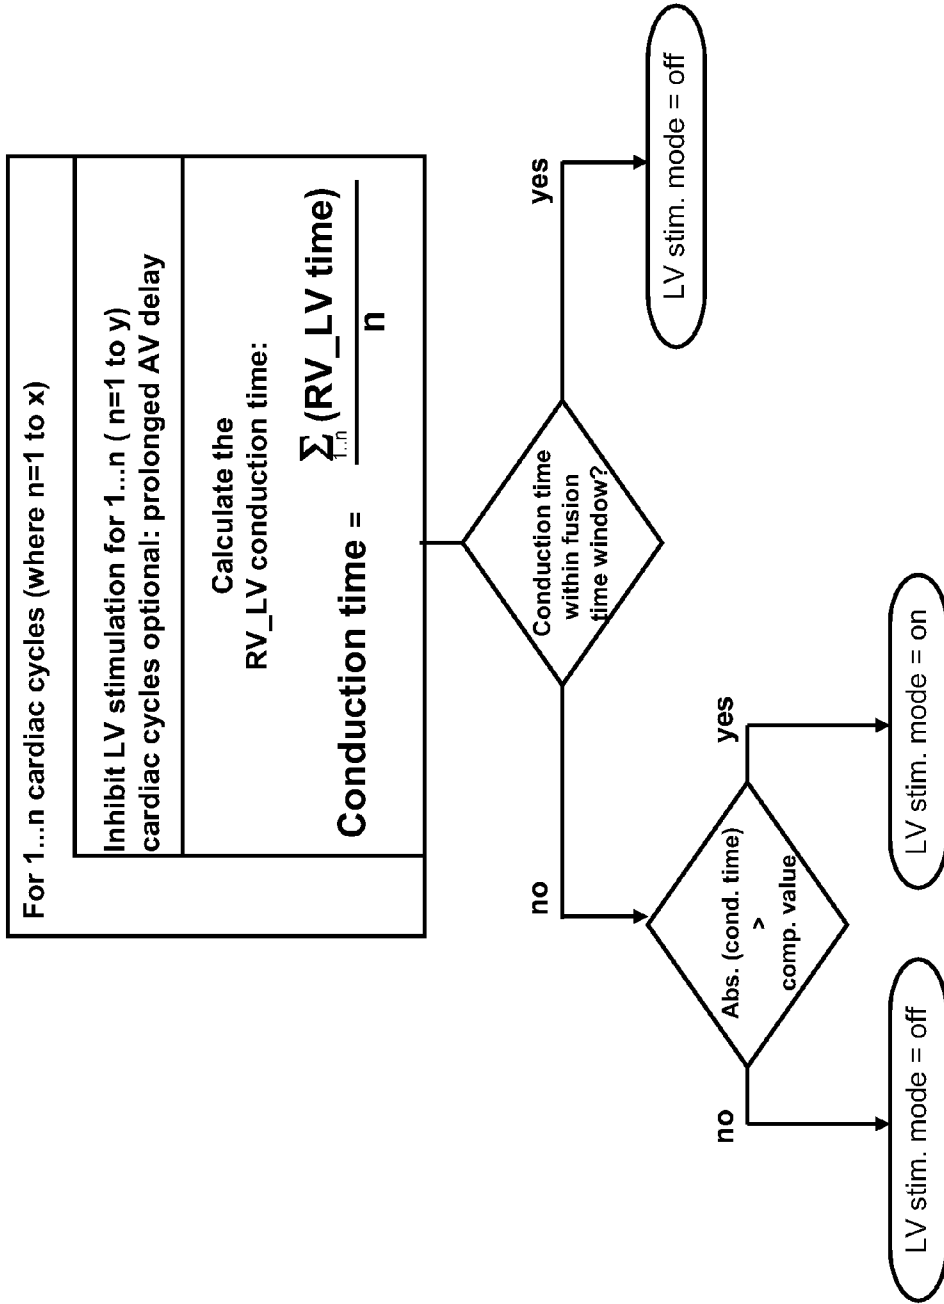 For 1...n cardiac cycles (where n=1 to x)
Inhibit LV stimulation for 1...n ( n=1 to y)
cardiac cycles optional: prolonged AV delay
Calculate the
RV_LV conduction time:
Conduction time = Σ (RV_LV time)
1...n
n
Conduction time
within fusion
time window?
no
yes
Abs. (cond. time)
>
comp. value
LV stim. mode = off
no
yes
LV stim. mode = off
LV stim. mode = on